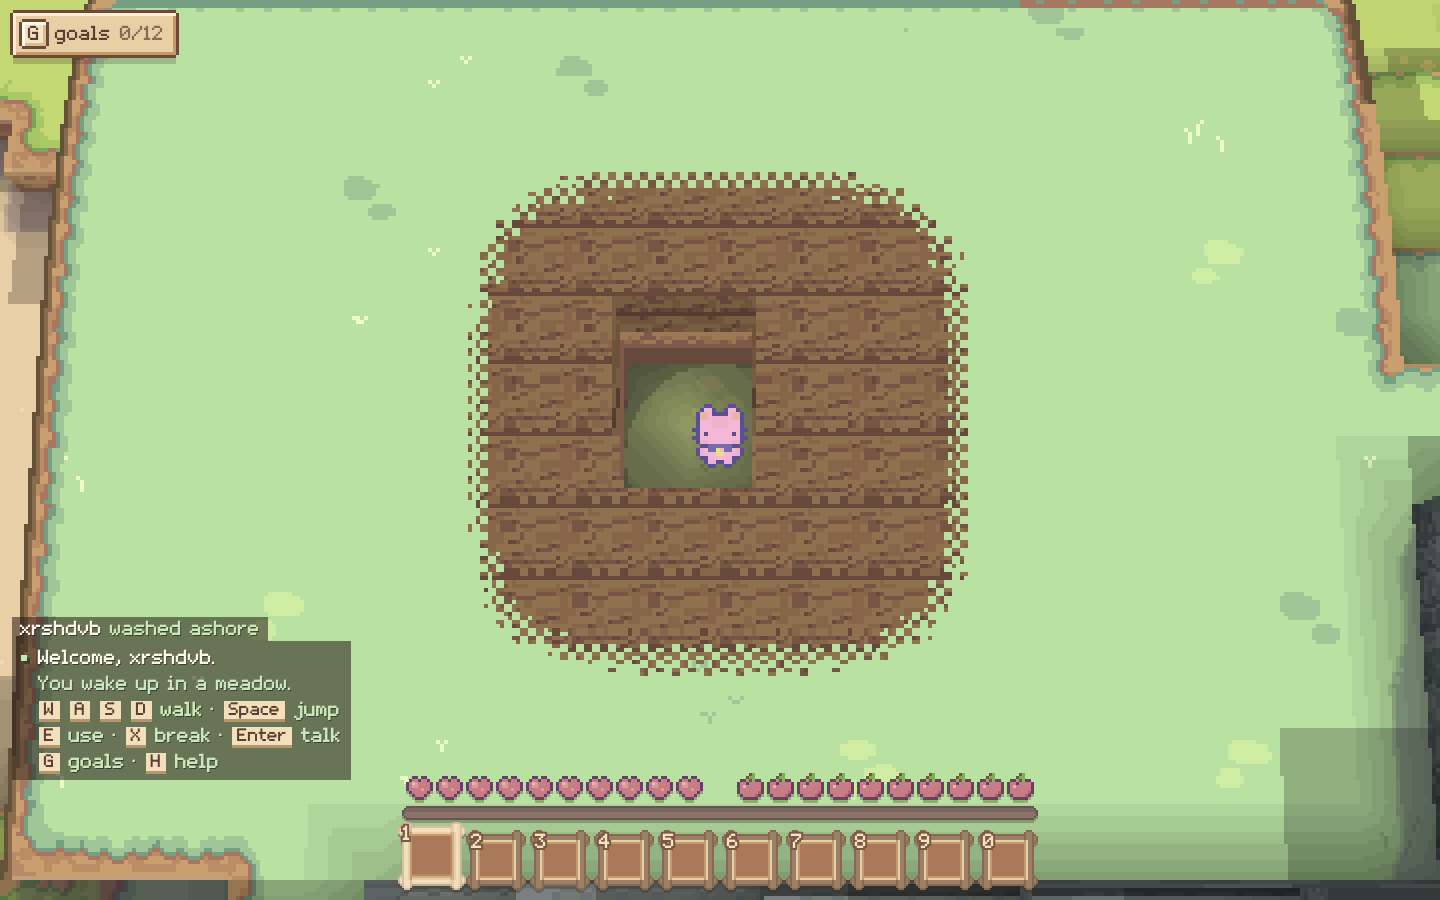 G goals 0/12
xrshdvb washed ashore
Welcome, xrshdvb.
You wake up in a meadow.
W A S D walk · Space jump
E use · X break · Enter talk
G goals · H help
1 2 3 4 5 6 7 8 9 0